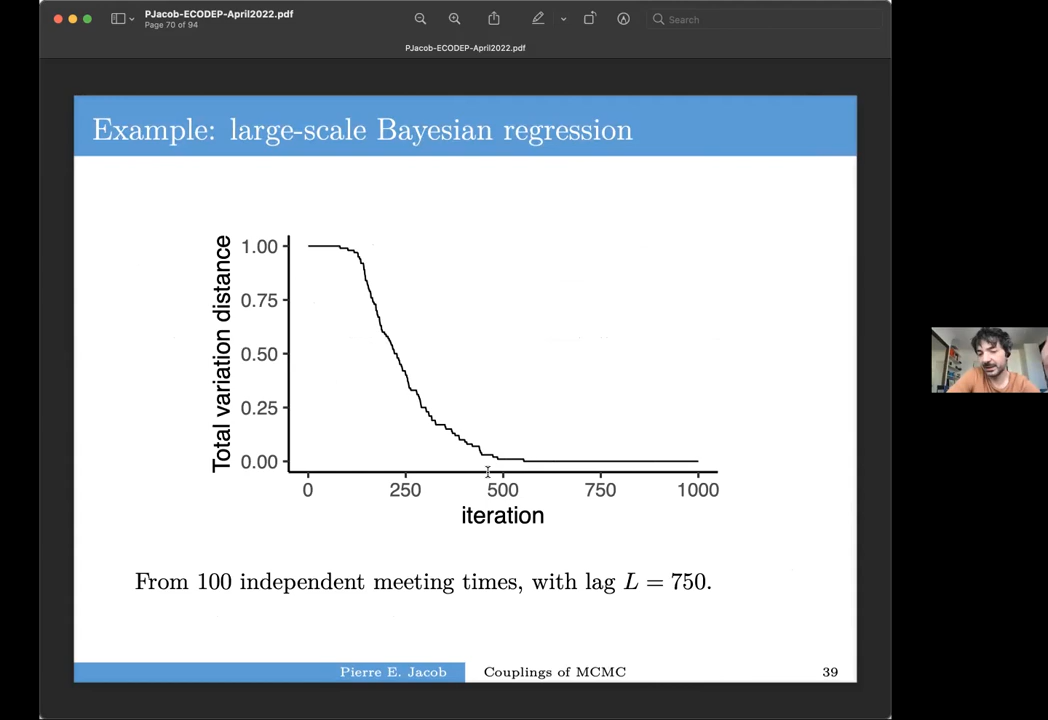 PJacob-ECODEP-April2022.pdf
Page 70 of 94
Search
PJacob-ECODEP-April2022.pdf
Example: large-scale Bayesian regression
Total variation distance
1.00
0.75
0.50
0.25
0.00
0 250 500 750 1000
iteration
From 100 independent meeting times, with lag L = 750.
Pierre E. Jacob Couplings of MCMC 39